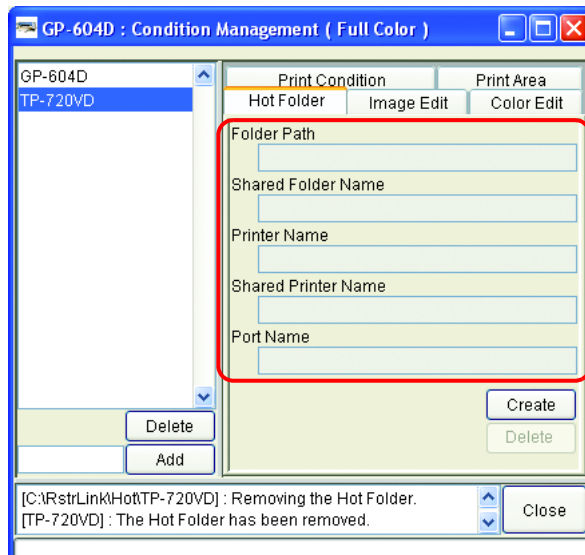 GP-604D : Condition Management ( Full Color )
GP-604D
TP-720VD
Delete
Add
Print Condition
Print Area
Hot Folder
Image Edit
Color Edit
Folder Path
Shared Folder Name
Printer Name
Shared Printer Name
Port Name
Create
Delete
[C:\RstrLink\Hot\TP-720VD] : Removing the Hot Folder.
[TP-720VD] : The Hot Folder has been removed.
Close